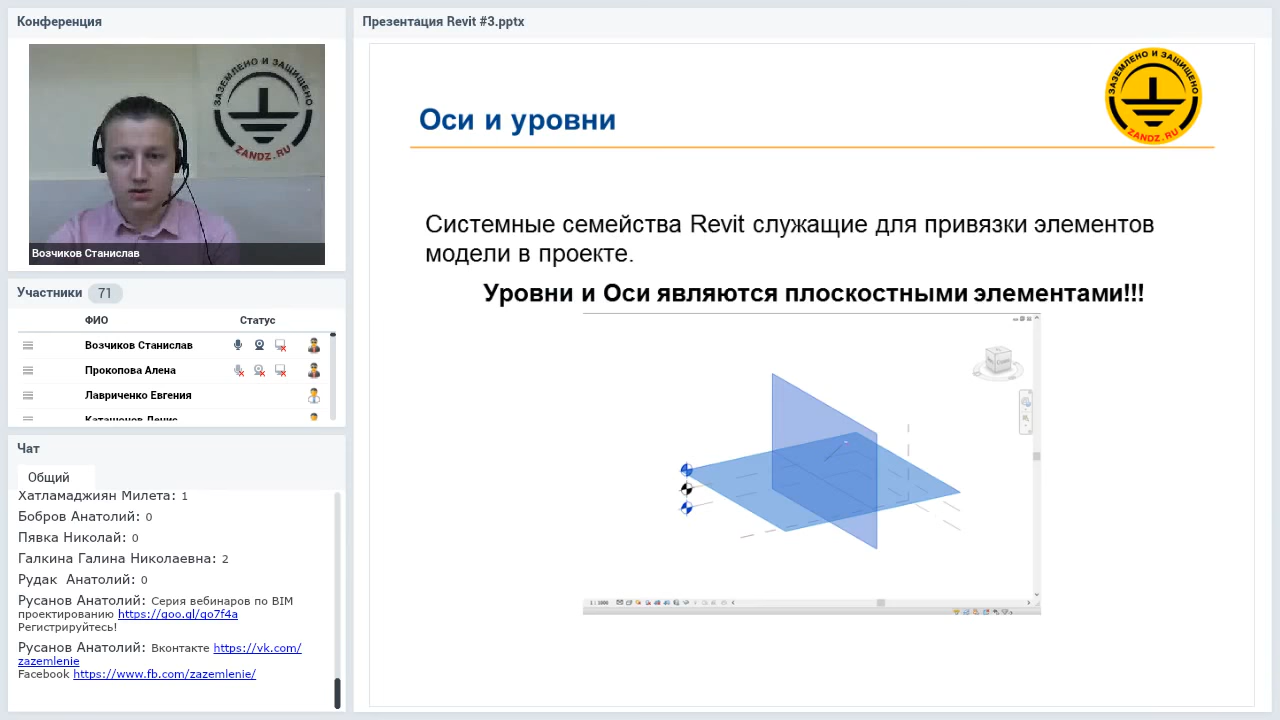 Конференция
ЗАЗЕМЛЕНО И ЗАЩИЩЕНО
ZANDZ.RU
Возчиков Станислав
Участники 71
ФИО Статус
Возчиков Станислав
Прокопова Алена
Лавриченко Евгения
Чат
Общий
Хатламаджиян Милета: 1
Бобров Анатолий: 0
Пявка Николай: 0
Галкина Галина Николаевна: 2
Рудак Анатолий: 0
Русанов Анатолий: Серия вебинаров по BIM
проектированию https://goo.gl/qo7f4a
Регистрируйтесь!
Русанов Анатолий: Вконтакте https://vk.com/
zazemlenie
Facebook https://www.fb.com/zazemlenie/
Презентация Revit #3.pptx
ЗАЗЕМЛЕНО И ЗАЩИЩЕНО
ZANDZ.RU
Оси и уровни
Системные семейства Revit служащие для привязки элементов
модели в проекте.
Уровни и Оси являются плоскостными элементами!!!